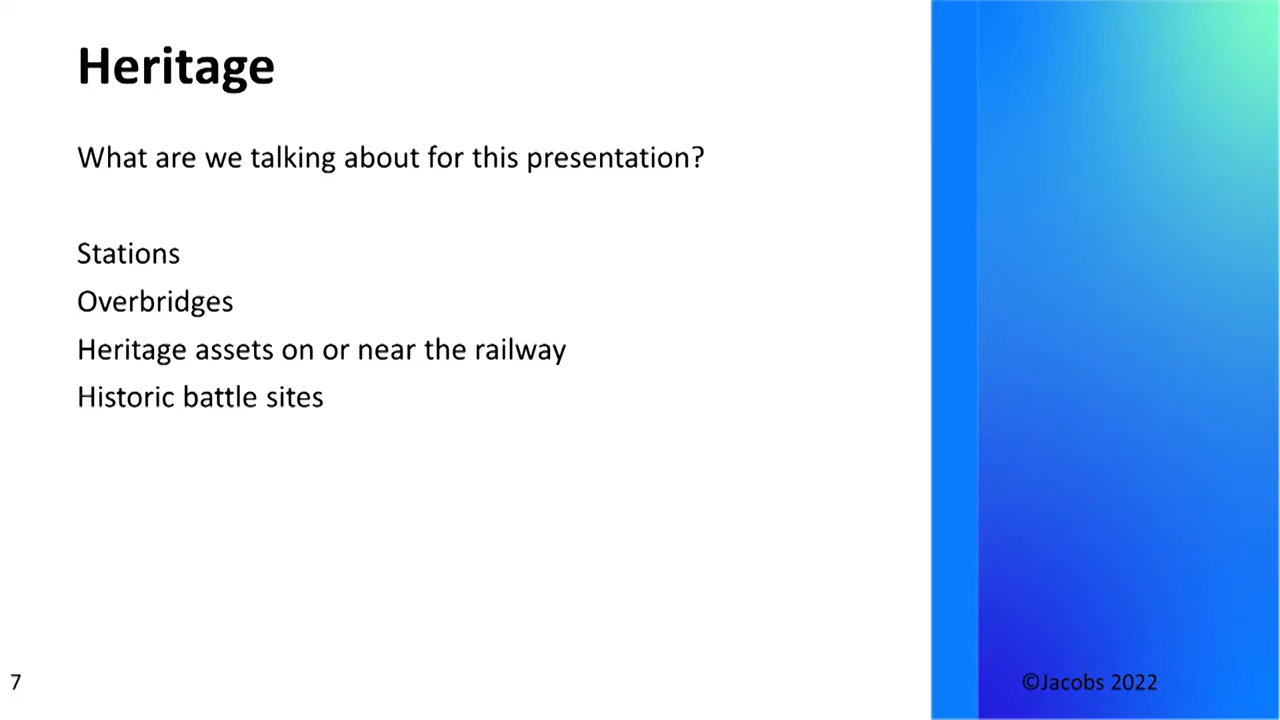 Heritage
What are we talking about for this presentation?
Stations
Overbridges
Heritage assets on or near the railway
Historic battle sites
7
©Jacobs 2022